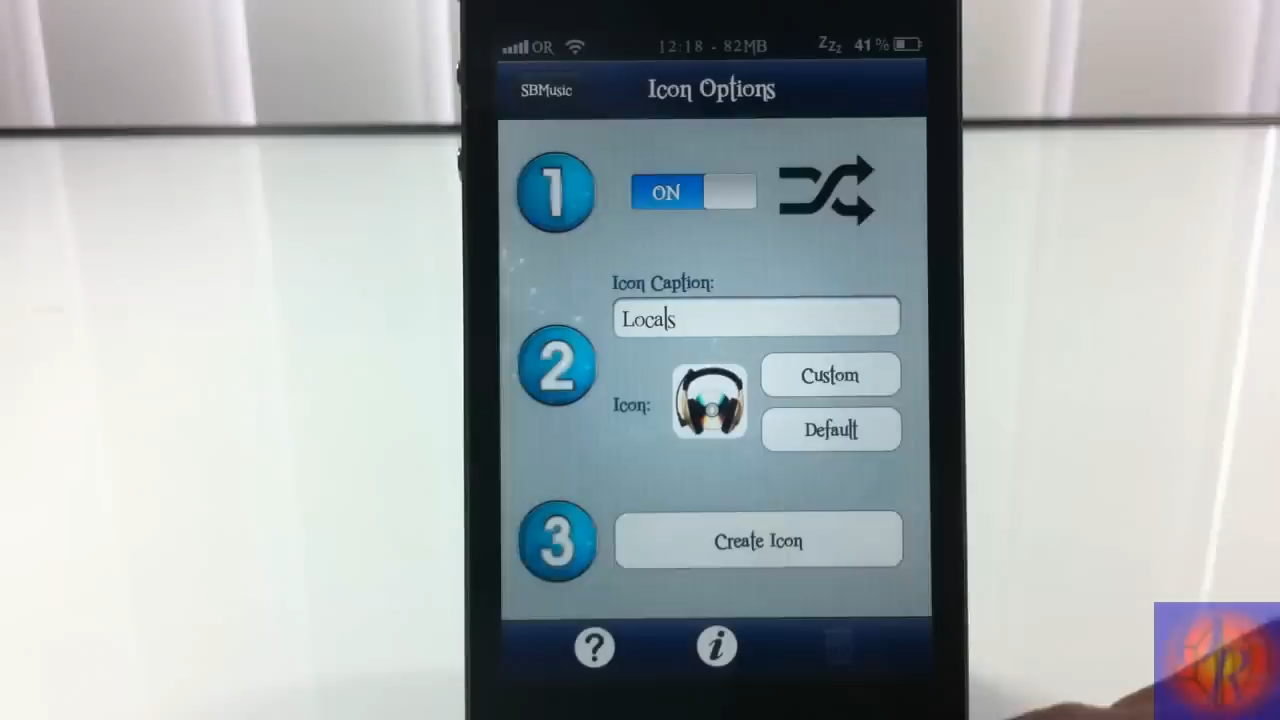 OR 12:18 - 82MB Zzz 41%
SBMusic Icon Options
1 ON
Icon Caption:
Locals
2
Custom
Icon:
Default
3 Create Icon
? i